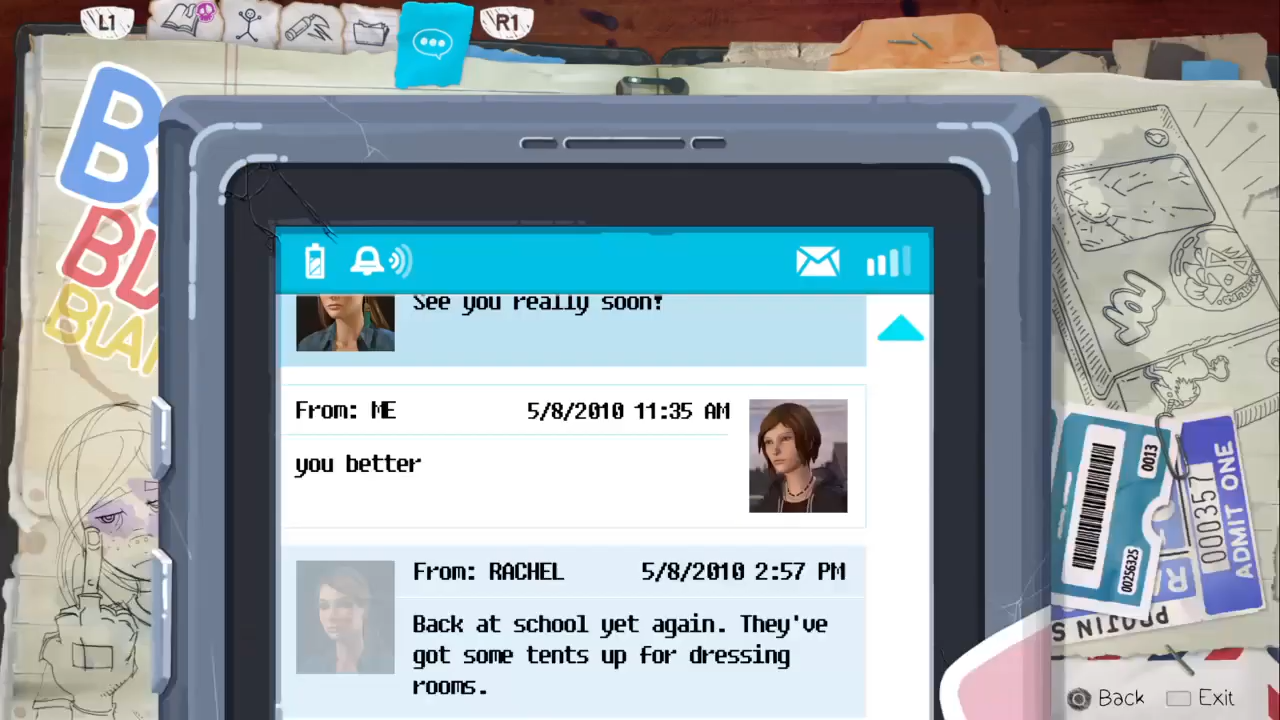 L1
R1
See you really soon!
From: ME 5/8/2010 11:35 AM
you better
From: RACHEL 5/8/2010 2:57 PM
Back at school yet again. They've
got some tents up for dressing
rooms.
0013
00256325
000357
ADMIT ONE
Back
Exit